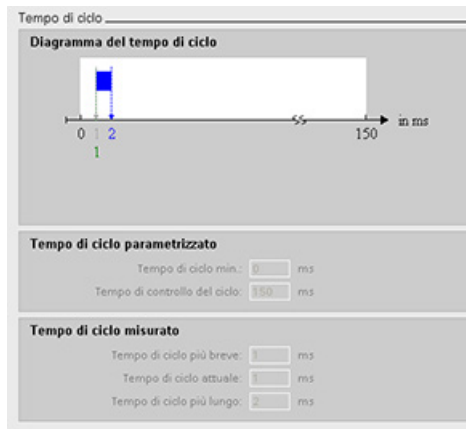 Tempo di ciclo
Diagramma del tempo di ciclo
in ms
0 1 2 150
1
Tempo di ciclo parametrizzato
Tempo di ciclo min.: 0 ms
Tempo di controllo del ciclo: 150 ms
Tempo di ciclo misurato
Tempo di ciclo più breve: 1 ms
Tempo di ciclo attuale: 1 ms
Tempo di ciclo più lungo: 2 ms